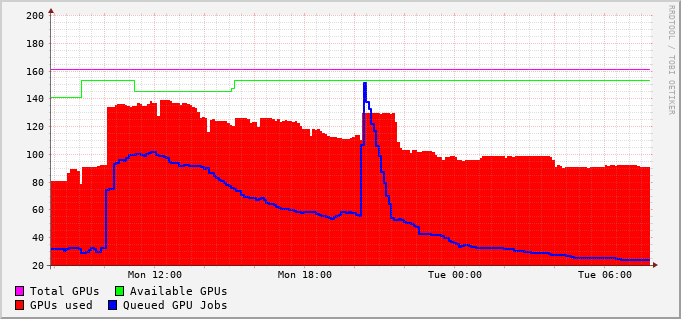 200
180
160
140
120
100
80
60
40
20
Mon 12:00 Mon 18:00 Tue 00:00 Tue 06:00
Total GPUs Available GPUs
GPUs used Queued GPU Jobs
RRDTOOL / TOBI OETIKER